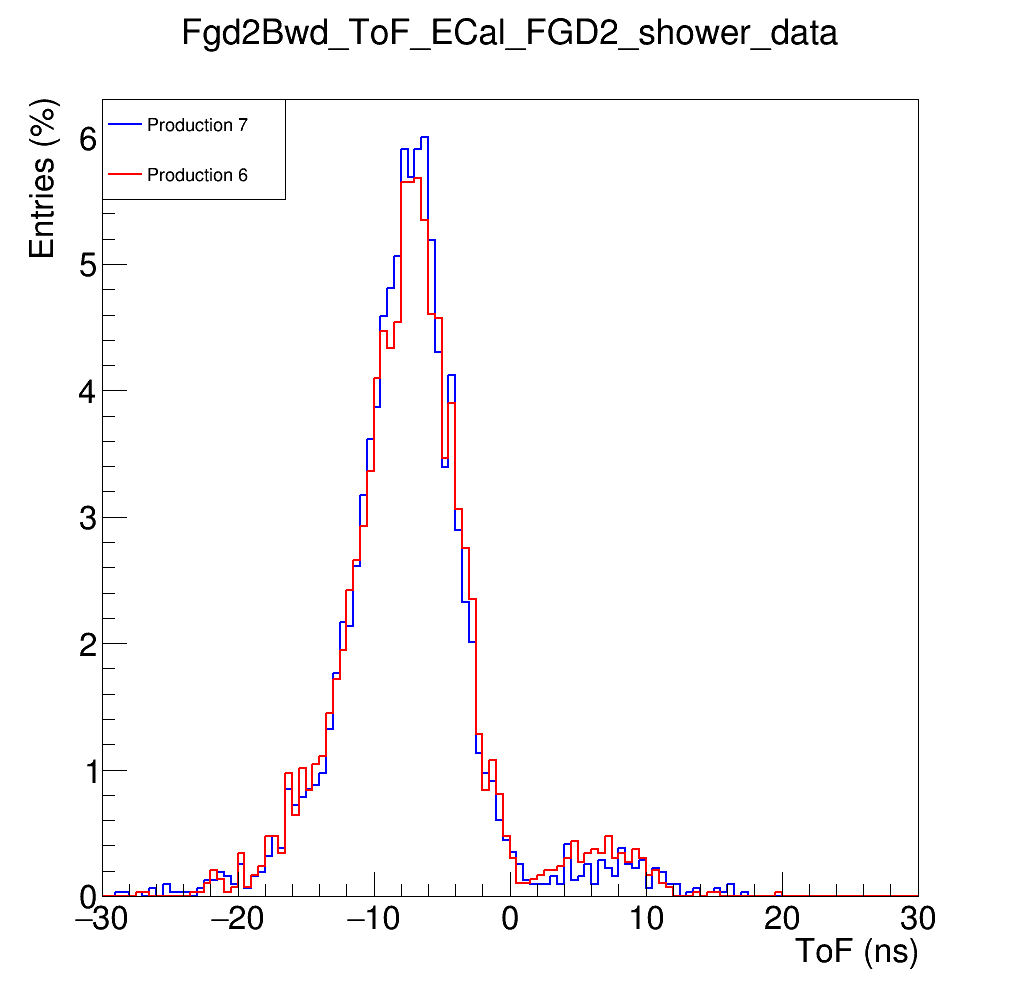 Fgd2Bwd_ToF_ECal_FGD2_shower_data
Entries (%)
Production 7
Production 6
6
5
4
3
2
1
0
−30
−20
−10
0
10
20
30
ToF (ns)